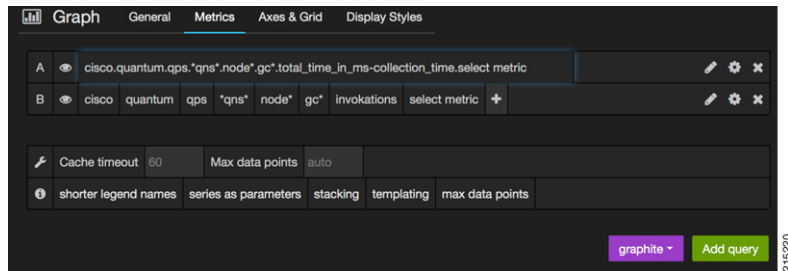 Graph General Metrics Axes & Grid Display Styles
A cisco.quantum.qps.*qns*.node*.gc*.total_time_in_ms-collection_time.select metric
B cisco quantum qps *qns* node* gc* invokations select metric +
Cache timeout 60 Max data points auto
shorter legend names series as parameters stacking templating max data points
graphite Add query
215230